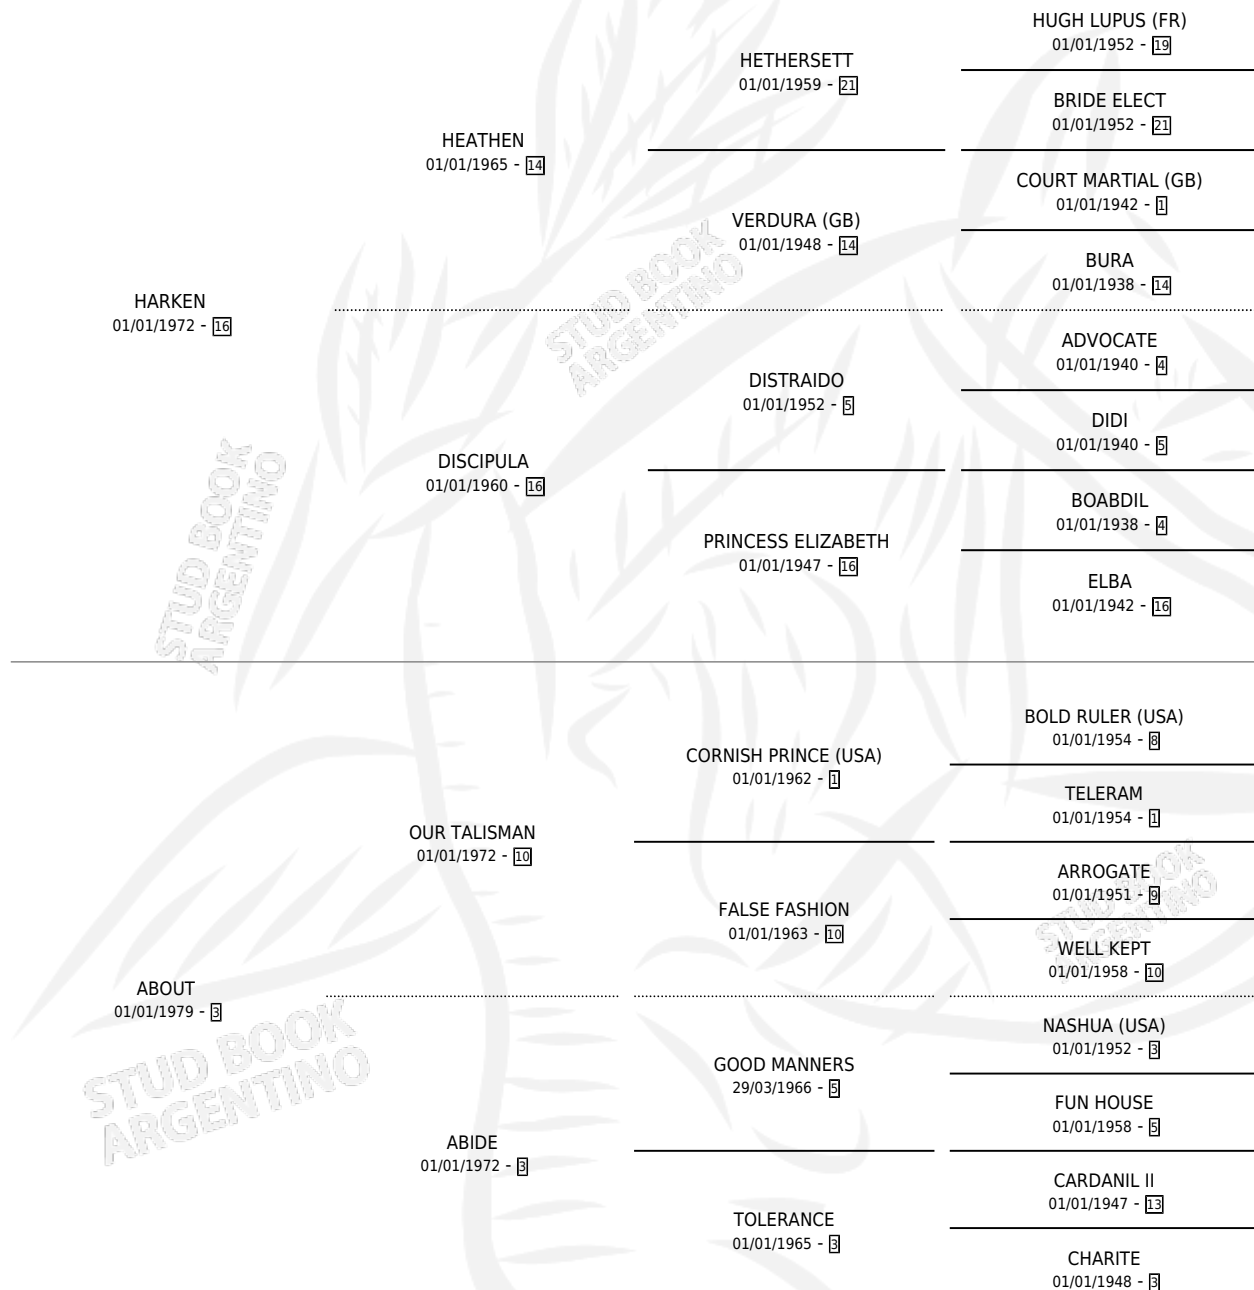 HUGH LUPUS (FR)
01/01/1952 - 19
HETHERSETT
01/01/1959 - 21
BRIDE ELECT
01/01/1952 - 21
HEATHEN
01/01/1965 - 14
COURT MARTIAL (GB)
01/01/1942 - 1
VERDURA (GB)
01/01/1948 - 14
BURA
01/01/1938 - 14
HARKEN
01/01/1972 - 16
ADVOCATE
01/01/1940 - 4
DISTRAIDO
01/01/1952 - 5
DIDI
01/01/1940 - 5
DISCIPULA
01/01/1960 - 16
BOABDIL
01/01/1938 - 4
PRINCESS ELIZABETH
01/01/1947 - 16
ELBA
01/01/1942 - 16
BOLD RULER (USA)
01/01/1954 - 8
CORNISH PRINCE (USA)
01/01/1962 - 1
TELERAM
01/01/1954 - 1
OUR TALISMAN
01/01/1972 - 10
ARROGATE
01/01/1951 - 9
FALSE FASHION
01/01/1963 - 10
WELL KEPT
01/01/1958 - 10
ABOUT
01/01/1979 - 3
NASHUA (USA)
01/01/1952 - 3
GOOD MANNERS
29/03/1966 - 5
FUN HOUSE
01/01/1958 - 5
ABIDE
01/01/1972 - 3
CARDANIL II
01/01/1947 - 13
TOLERANCE
01/01/1965 - 3
CHARITE
01/01/1948 - 3
STUD BOOK
ARGENTINO
STUD BOOK
ARGENTINO
STUD BOOK
ARGENTINO
STUD BOOK
ARGENTINO